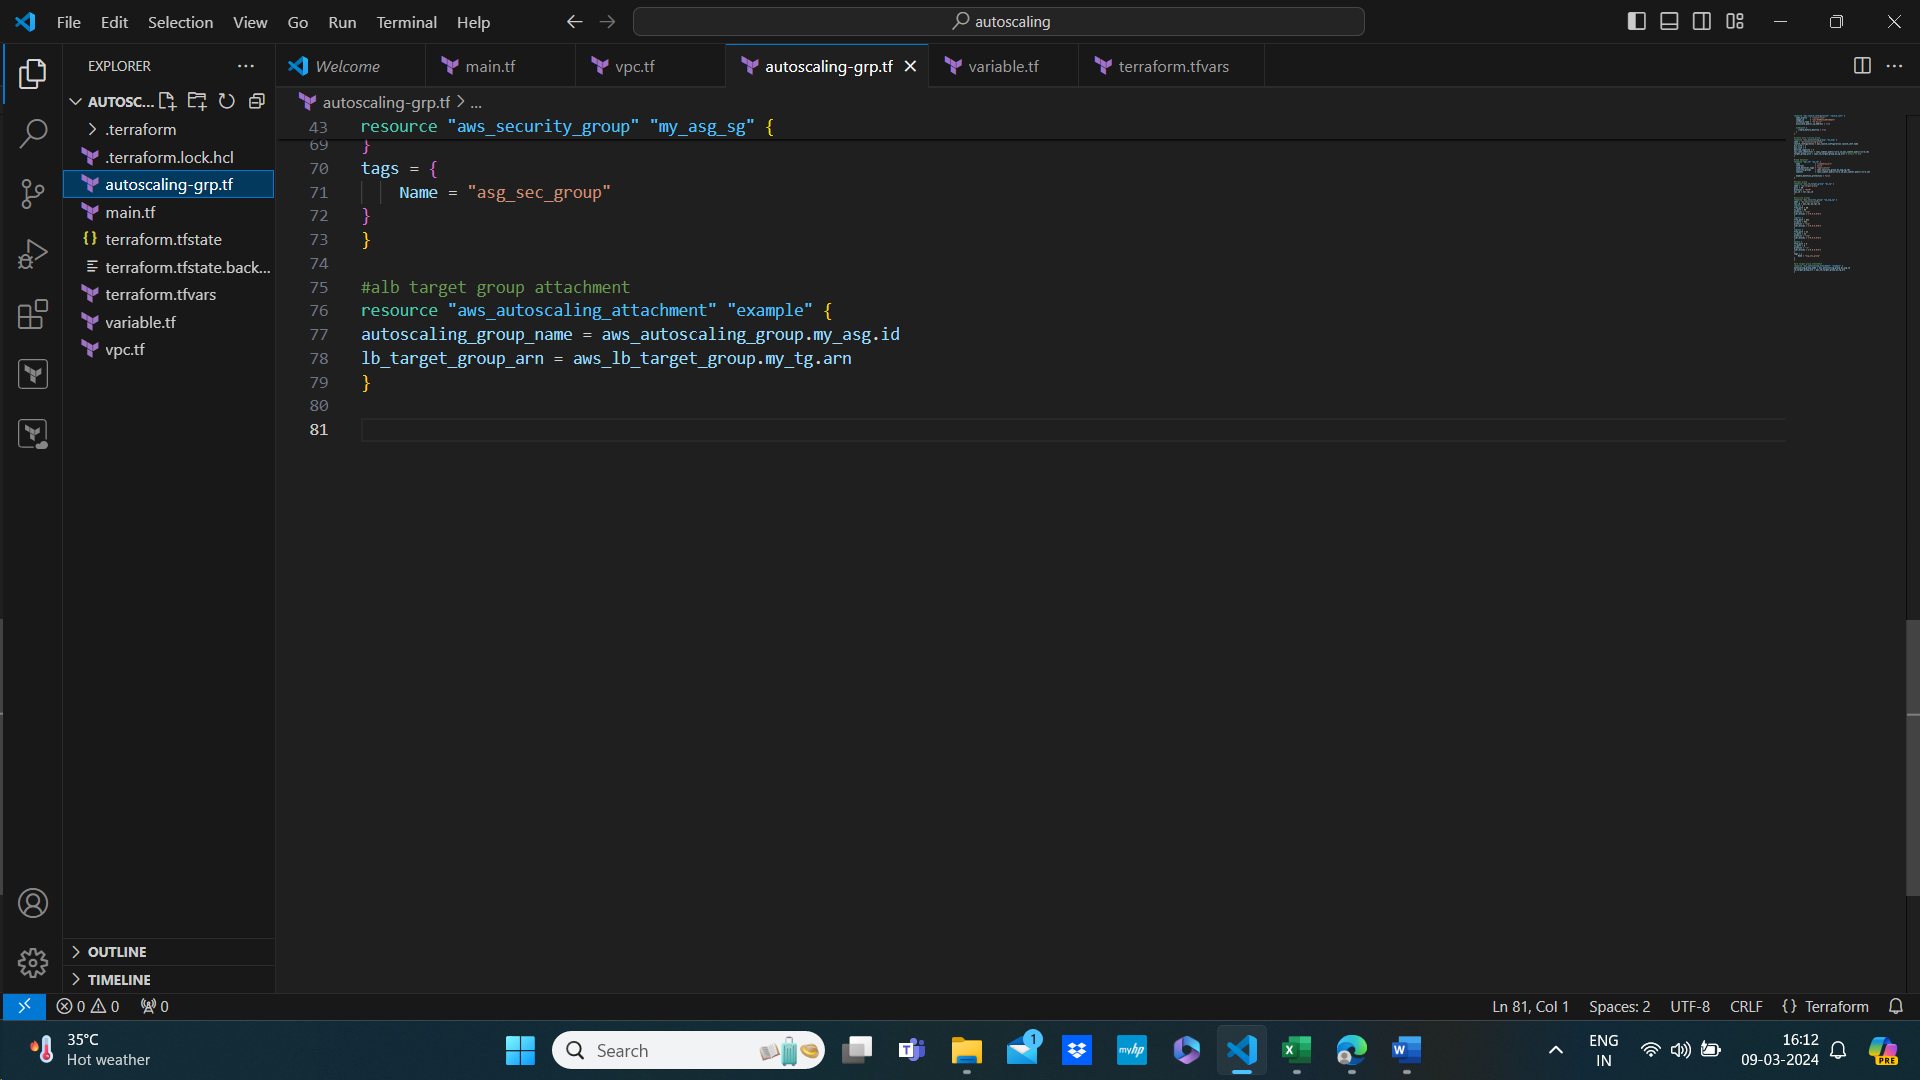 File Edit Selection View Go Run Terminal Help
autoscaling
EXPLORER
Welcome
main.tf
vpc.tf
autoscaling-grp.tf
variable.tf
terraform.tfvars
AUTOSC...
.terraform
.terraform.lock.hcl
autoscaling-grp.tf
main.tf
terraform.tfstate
terraform.tfstate.back...
terraform.tfvars
variable.tf
vpc.tf
OUTLINE
TIMELINE
autoscaling-grp.tf > ...
43 resource "aws_security_group" "my_asg_sg" {
69 }
70 tags = {
71 Name = "asg_sec_group"
72 }
73 }
74
75 #alb target group attachment
76 resource "aws_autoscaling_attachment" "example" {
77 autoscaling_group_name = aws_autoscaling_group.my_asg.id
78 lb_target_group_arn = aws_lb_target_group.my_tg.arn
79 }
80
81
0 0 0
Ln 81, Col 1 Spaces: 2 UTF-8 CRLF {} Terraform
35°C
Hot weather
Search
1
myhp
PRE
ENG
IN
16:12
09-03-2024